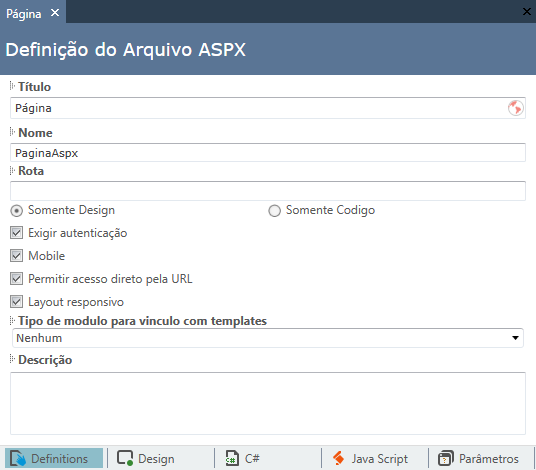 Página
Definição do Arquivo ASPX
Título
Página
Nome
PaginaAspx
Rota
Somente Design Somente Codigo
Exigir autenticação
Mobile
Permitir acesso direto pela URL
Layout responsivo
Tipo de modulo para vinculo com templates
Nenhum
Descrição
Definitions Design C# Java Script Parâmetros